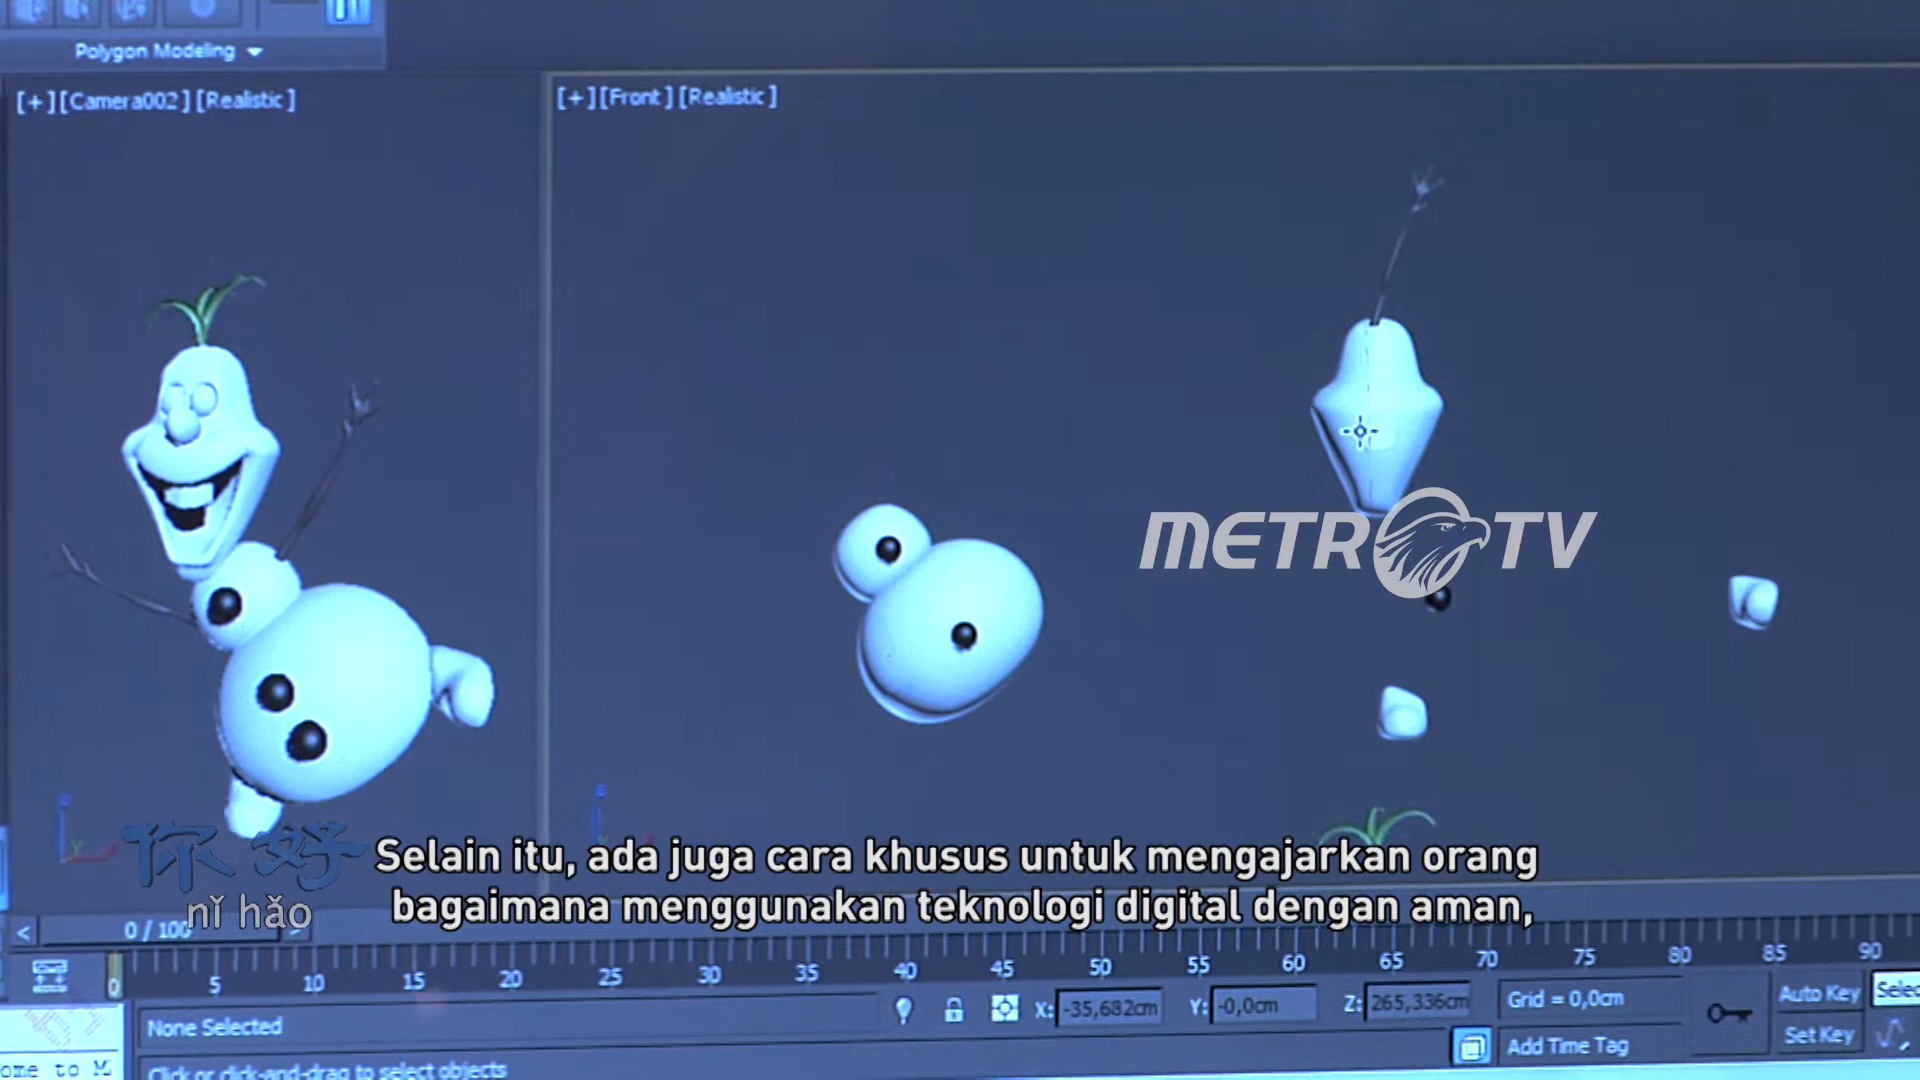 Polygon Modeling
[+][Camera002][Realistic]
[+][Front][Realistic]
METRO TV
你好
nǐ hǎo
Selain itu, ada juga cara khusus untuk mengajarkan orang
bagaimana menggunakan teknologi digital dengan aman,
< 0 / 100
0 5 10 15 20 25 30 35 40 45 50 55 60 65 70 75 80 85 90
None Selected
X: -35,682cm Y: -0,0cm Z: 265,336cm
Grid = 0,0cm
Auto Key
Selec
Add Time Tag
Set Key
ome to M
Click or click-and-drag to select objects